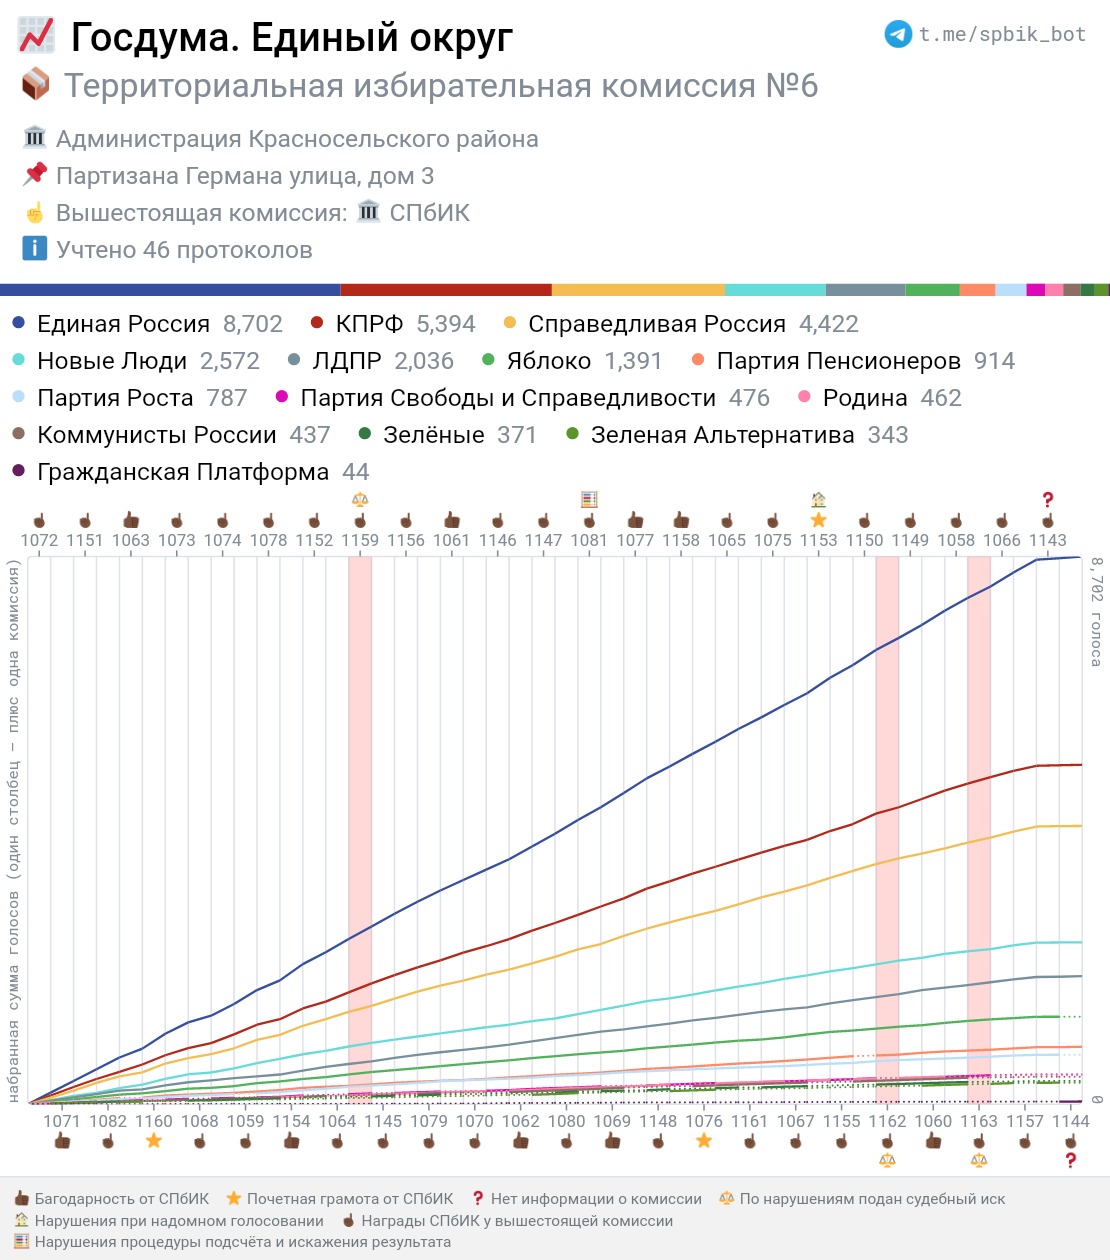 Госдума. Единый округ
t.me/spbik_bot
Территориальная избирательная комиссия №6
Администрация Красносельского района
Партизана Германа улица, дом 3
Вышестоящая комиссия: СПбИК
Учтено 46 протоколов
Единая Россия 8,702 КПРФ 5,394 Справедливая Россия 4,422
Новые Люди 2,572 ЛДПР 2,036 Яблоко 1,391 Партия Пенсионеров 914
Партия Роста 787 Партия Свободы и Справедливости 476 Родина 462
Коммунисты России 437 Зелёные 371 Зеленая Альтернатива 343
Гражданская Платформа 44
1072 1151 1063 1073 1074 1078 1152 1159 1156 1061 1146 1147 1081 1077 1158 1065 1075 1153 1150 1149 1058 1066 1143
набранная сумма голосов (один столбец — плюс одна комиссия)
8,702 голоса
0
1071 1082 1160 1068 1059 1154 1064 1145 1079 1070 1062 1080 1069 1148 1076 1161 1067 1155 1162 1060 1163 1157 1144
Багодарность от СПбИК Почетная грамота от СПбИК Нет информации о комиссии По нарушениям подан судебный иск
Нарушения при надомном голосовании Награды СПбИК у вышестоящей комиссии
Нарушения процедуры подсчёта и искажения результата